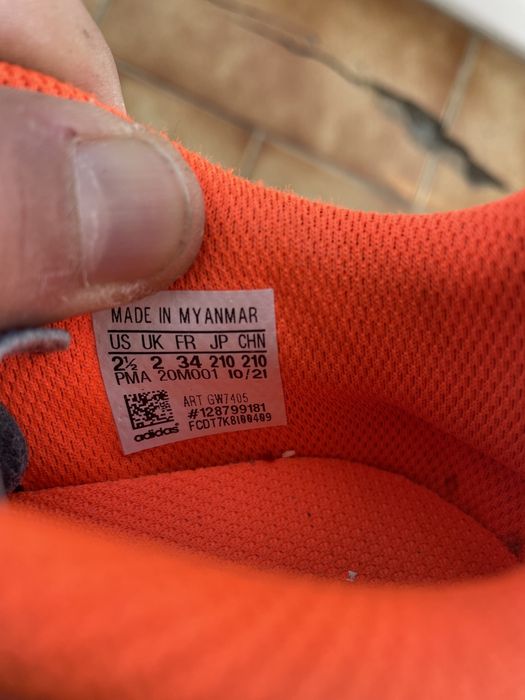 MADE IN MYANMAR
US UK FR JP CHN
2½ 2 34 210 210
PMA 20M001 10/21
ART GW7405
#128799181
FCDT7K8I00409
adidas